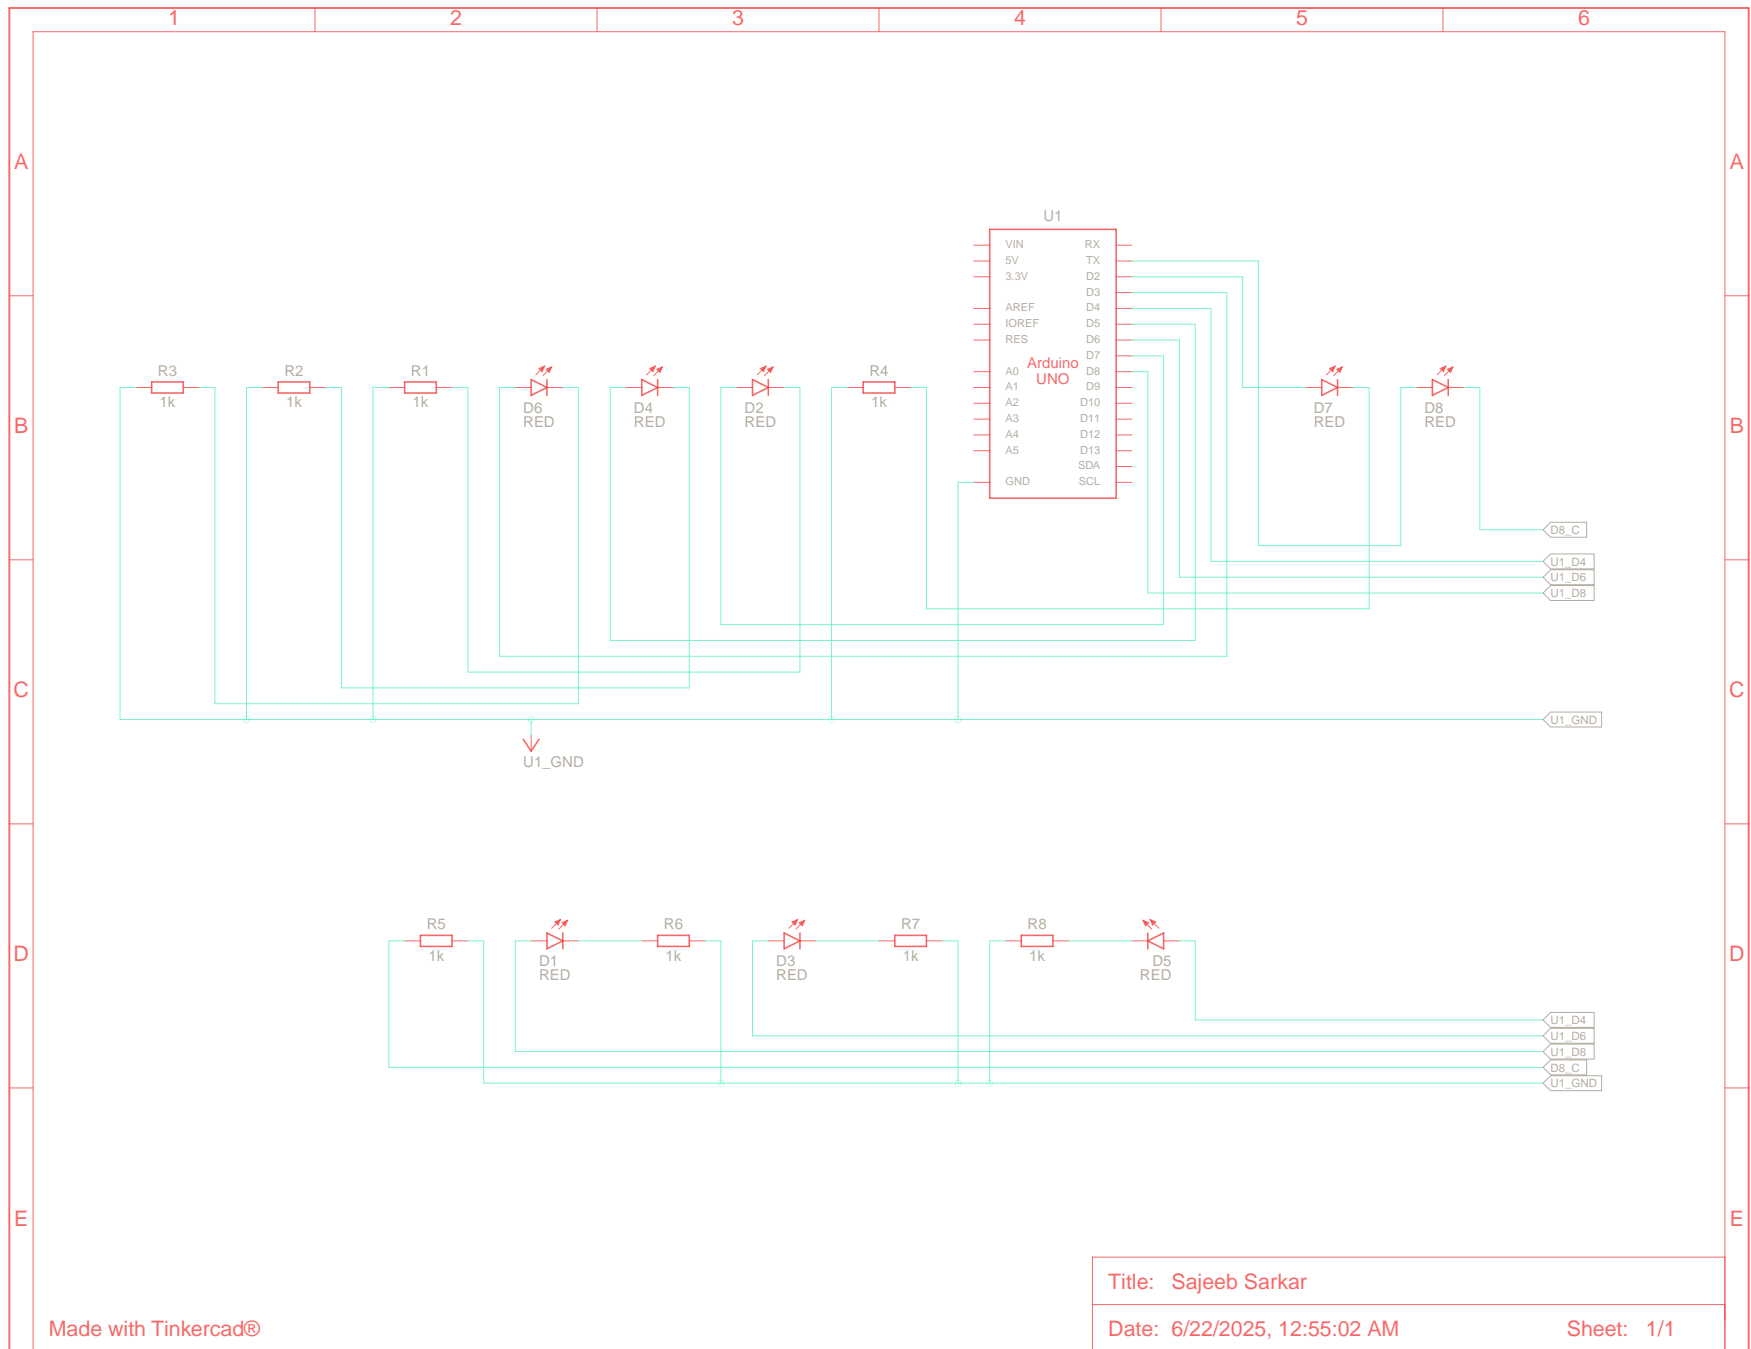 1 2 3 4 5 6
A A
U1
VIN RX
5V TX
3.3V D2
D3
AREF D4
IOREF D5
RES D6
D7
Arduino
UNO
A0 D8
A1 D9
A2 D10
A3 D11
A4 D12
A5 D13
SDA
GND SCL
R3 R2 R1 R4
1k 1k 1k 1k
D6 D4 D2 D7 D8
RED RED RED RED RED
B B
D8_C
U1_D4
U1_D6
U1_D8
C C
U1_GND
U1_GND
R5 R6 R7 R8
1k 1k 1k 1k
D1 D3 D5
RED RED RED
D D
U1_D4
U1_D6
U1_D8
D8_C
U1_GND
E E
Title: Sajeeb Sarkar
Made with Tinkercad®
Date: 6/22/2025, 12:55:02 AM Sheet: 1/1